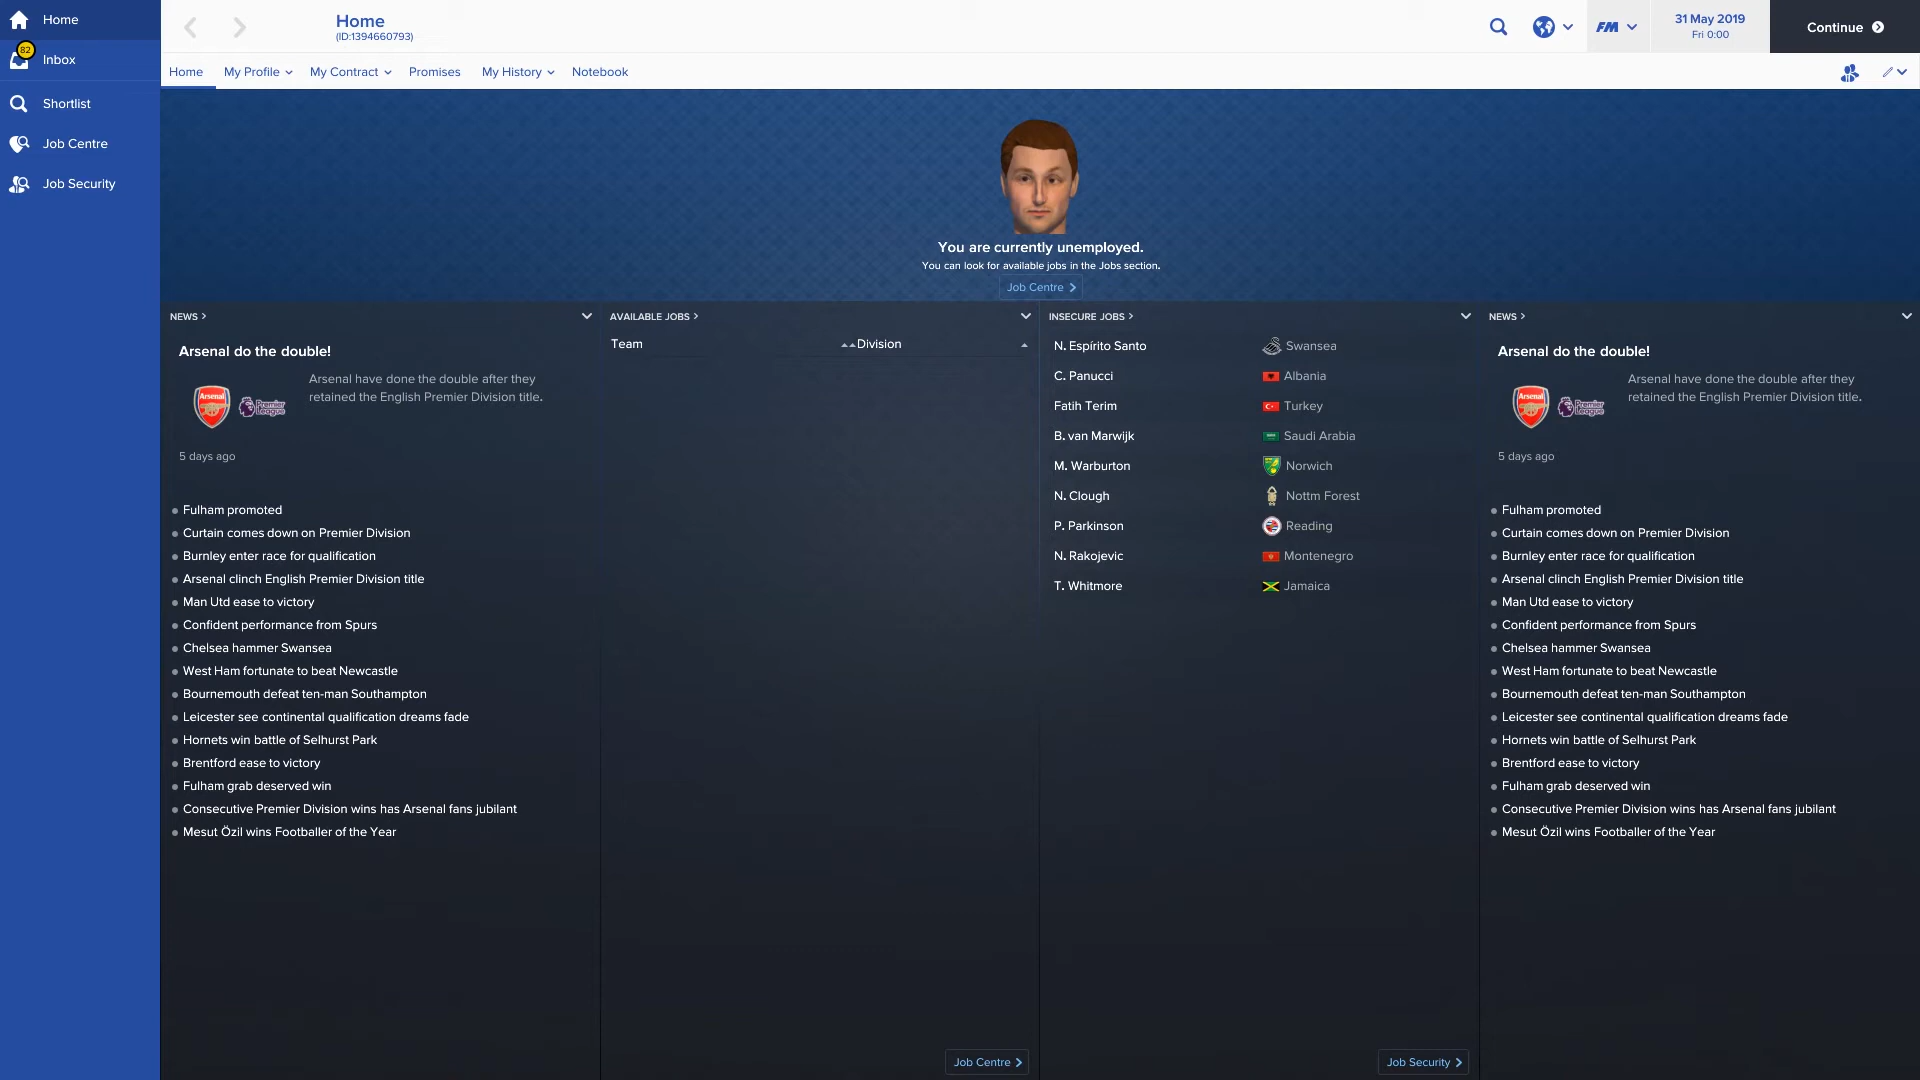 Home
82
Inbox
Shortlist
Job Centre
Job Security
Home
(ID:1394660793)
FM
31 May 2019
Fri 0:00
Continue
Home
My Profile
My Contract
Promises
My History
Notebook
You are currently unemployed.
You can look for available jobs in the Jobs section.
Job Centre
NEWS
Arsenal do the double!
Arsenal
Premier
League
Arsenal have done the double after they
retained the English Premier Division title.
5 days ago
Fulham promoted
Curtain comes down on Premier Division
Burnley enter race for qualification
Arsenal clinch English Premier Division title
Man Utd ease to victory
Confident performance from Spurs
Chelsea hammer Swansea
West Ham fortunate to beat Newcastle
Bournemouth defeat ten-man Southampton
Leicester see continental qualification dreams fade
Hornets win battle of Selhurst Park
Brentford ease to victory
Fulham grab deserved win
Consecutive Premier Division wins has Arsenal fans jubilant
Mesut Özil wins Footballer of the Year
AVAILABLE JOBS
Team Division
Job Centre
INSECURE JOBS
N. Espírito Santo Swansea
C. Panucci Albania
Fatih Terim Turkey
B. van Marwijk Saudi Arabia
M. Warburton Norwich
N. Clough Nottm Forest
P. Parkinson Reading
N. Rakojevic Montenegro
T. Whitmore Jamaica
Job Security
NEWS
Arsenal do the double!
Arsenal
Premier
League
Arsenal have done the double after they
retained the English Premier Division title.
5 days ago
Fulham promoted
Curtain comes down on Premier Division
Burnley enter race for qualification
Arsenal clinch English Premier Division title
Man Utd ease to victory
Confident performance from Spurs
Chelsea hammer Swansea
West Ham fortunate to beat Newcastle
Bournemouth defeat ten-man Southampton
Leicester see continental qualification dreams fade
Hornets win battle of Selhurst Park
Brentford ease to victory
Fulham grab deserved win
Consecutive Premier Division wins has Arsenal fans jubilant
Mesut Özil wins Footballer of the Year